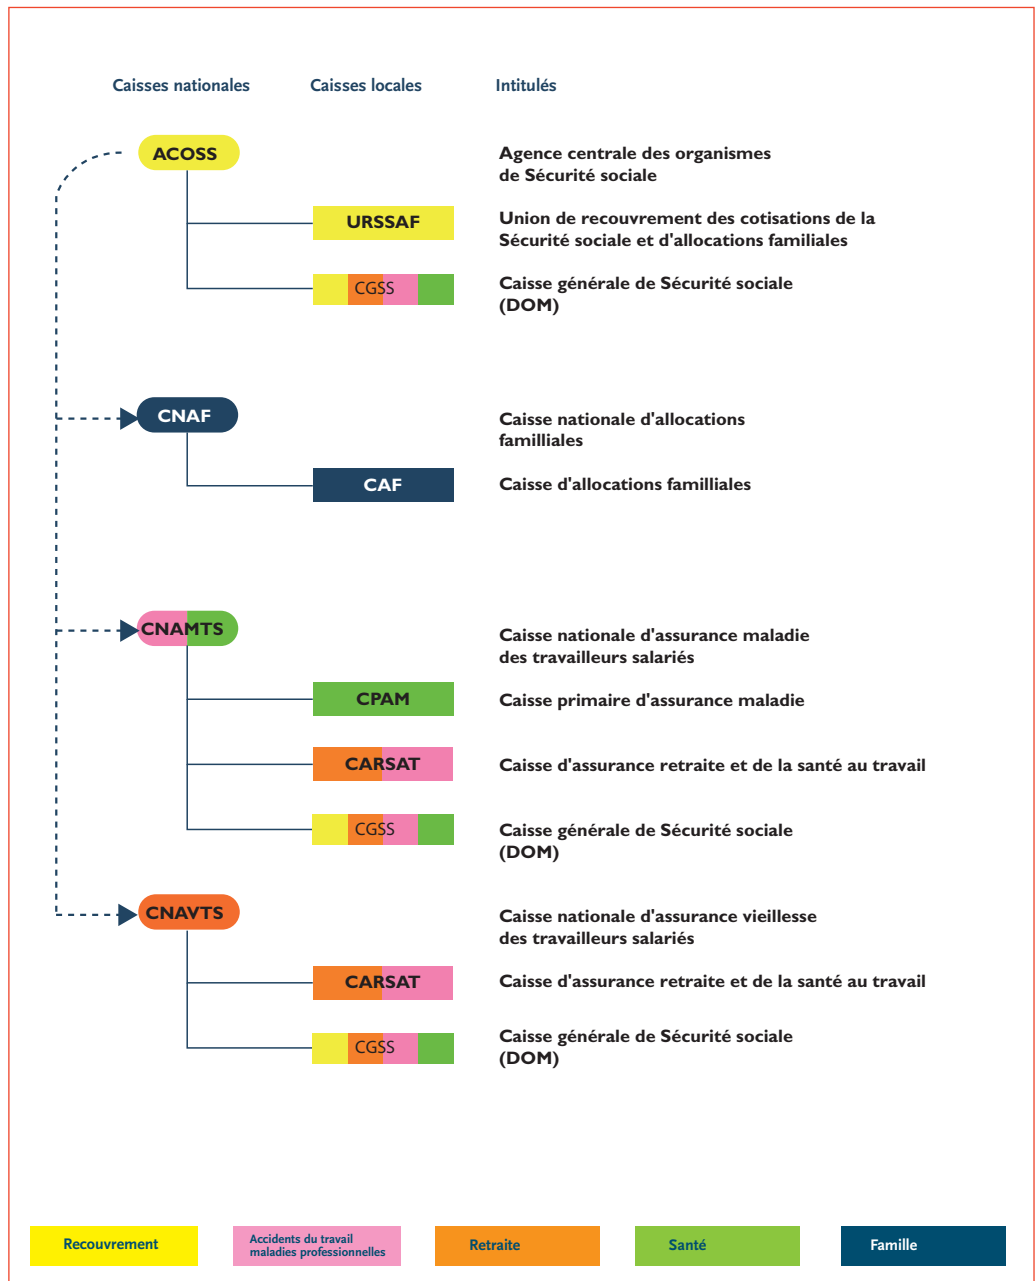 Caisses nationales
Caisses locales
Intitulés
ACOSS
Agence centrale des organismes
de Sécurité sociale
URSSAF
Union de recouvrement des cotisations de la
Sécurité sociale et d'allocations familiales
CGSS
Caisse générale de Sécurité sociale
(DOM)
CNAF
Caisse nationale d'allocations
familliales
CAF
Caisse d'allocations familliales
CNAMTS
Caisse nationale d'assurance maladie
des travailleurs salariés
CPAM
Caisse primaire d'assurance maladie
CARSAT
Caisse d'assurance retraite et de la santé au travail
CGSS
Caisse générale de Sécurité sociale
(DOM)
CNAVTS
Caisse nationale d'assurance vieillesse
des travailleurs salariés
CARSAT
Caisse d'assurance retraite et de la santé au travail
CGSS
Caisse générale de Sécurité sociale
(DOM)
Recouvrement
Accidents du travail
maladies professionnelles
Retraite
Santé
Famille